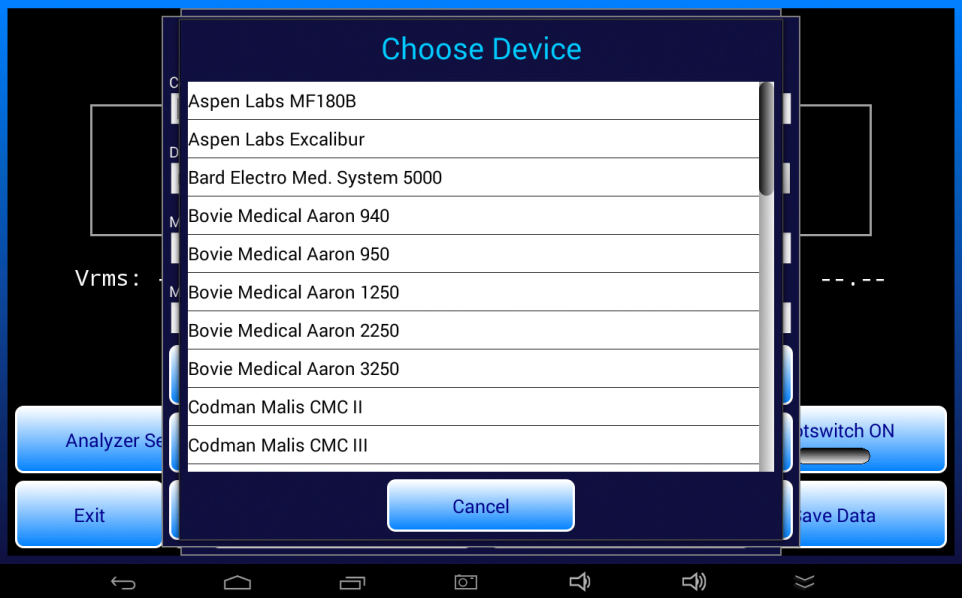 Choose Device
C
Aspen Labs MF180B
Aspen Labs Excalibur
D
Bard Electro Med. System 5000
Bovie Medical Aaron 940
M
Bovie Medical Aaron 950
Vrms: -
--.--
Bovie Medical Aaron 1250
M
Bovie Medical Aaron 2250
Bovie Medical Aaron 3250
Codman Malis CMC II
Codman Malis CMC III
Analyzer Se
otswitch ON
Cancel
Exit
ave Data